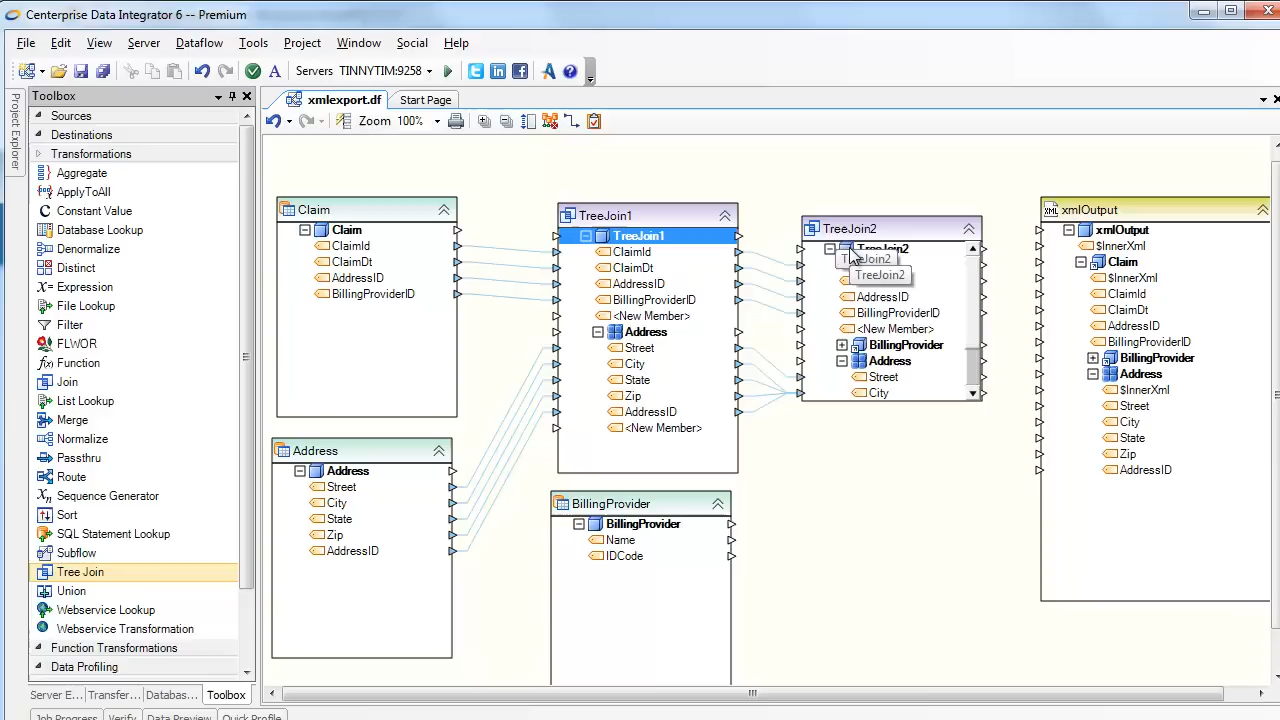 Centerprise Data Integrator 6 -- Premium
File Edit View Server Dataflow Tools Project Window Social Help
A Servers TINNYTIM:9258
Project Explorer
Toolbox
Sources
Destinations
Transformations
Aggregate
ApplyToAll
Constant Value
Database Lookup
Denormalize
Distinct
Expression
File Lookup
Filter
FLWOR
Function
Join
List Lookup
Merge
Normalize
Passthru
Route
Sequence Generator
Sort
SQL Statement Lookup
Subflow
Tree Join
Union
Webservice Lookup
Webservice Transformation
Function Transformations
Data Profiling
Server E... Transfer... Databas... Toolbox
Job Progress Verify Data Preview Quick Profile
xmlexport.df Start Page
Zoom 100%
Claim
Claim
ClaimId
ClaimDt
AddressID
BillingProviderID
Address
Address
Street
City
State
Zip
AddressID
TreeJoin1
TreeJoin1
ClaimId
ClaimDt
AddressID
BillingProviderID
<New Member>
Address
Street
City
State
Zip
AddressID
<New Member>
BillingProvider
BillingProvider
Name
IDCode
TreeJoin2
TreeJoin2
TreeJoin2
TreeJoin2
AddressID
BillingProviderID
<New Member>
BillingProvider
Address
Street
City
xmlOutput
xmlOutput
$InnerXml
Claim
$InnerXml
ClaimId
ClaimDt
AddressID
BillingProviderID
BillingProvider
Address
$InnerXml
Street
City
State
Zip
AddressID